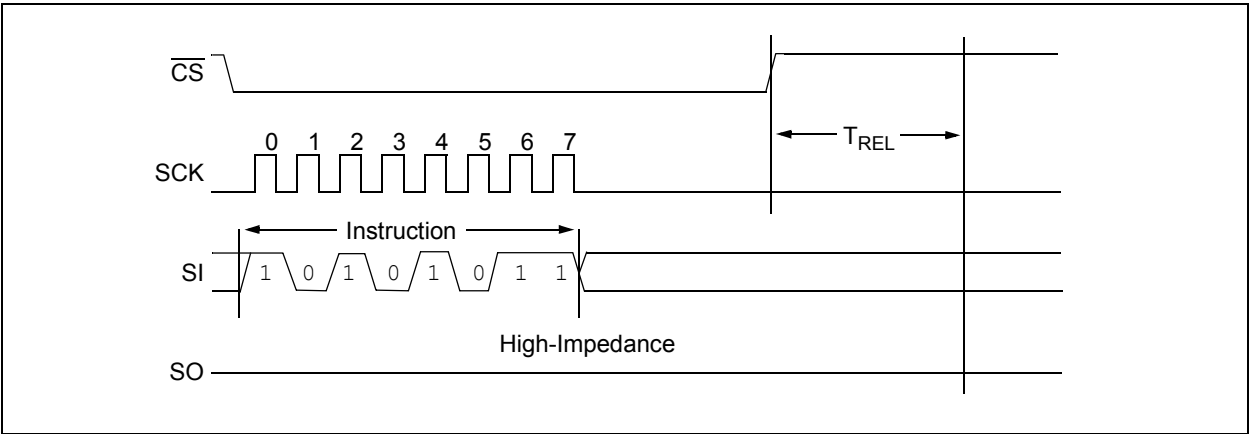 CS
0 1 2 3 4 5 6 7
TREL
SCK
Instruction
SI 1 0 1 0 1 0 1 1
High-Impedance
SO